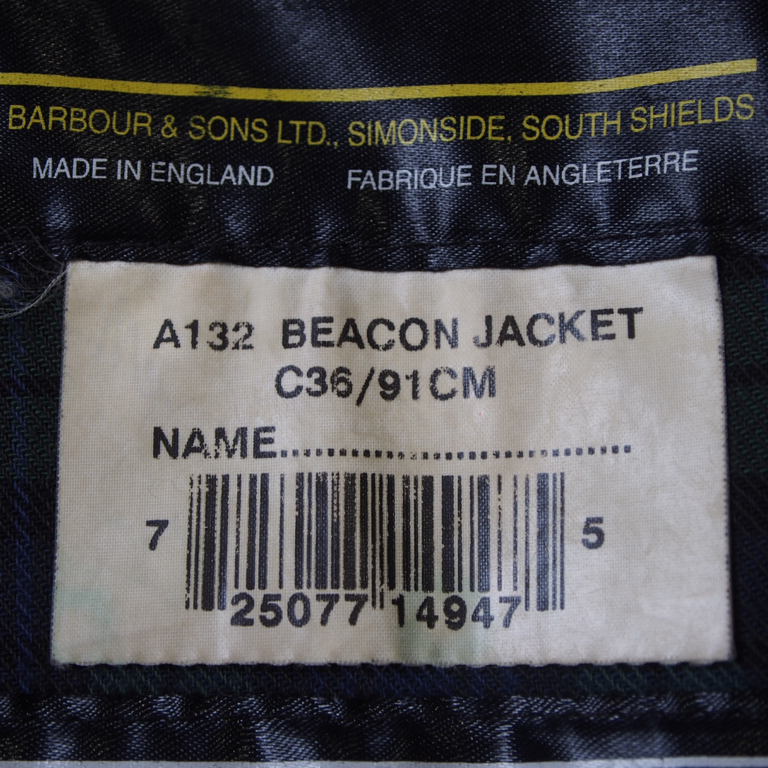 BARBOUR & SONS LTD., SIMONSIDE, SOUTH SHIELDS
MADE IN ENGLAND FABRIQUE EN ANGLETERRE
A132 BEACON JACKET
C36/91CM
NAME....................................
7 25077 14947 5